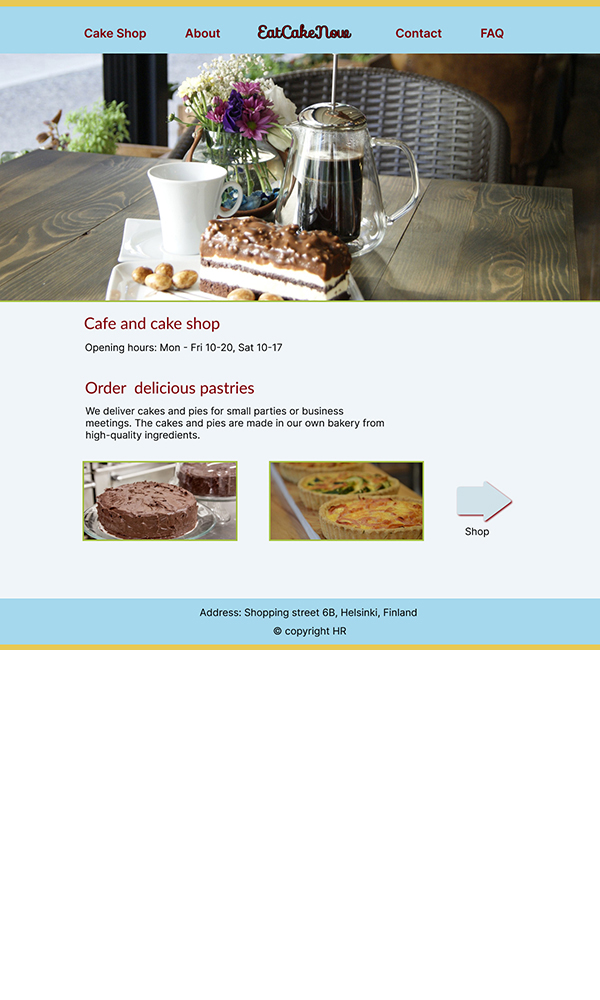 Cake Shop About EatCakeNow Contact FAQ
Cafe and cake shop
Opening hours: Mon - Fri 10-20, Sat 10-17
Order delicious pastries
We deliver cakes and pies for small parties or business
meetings. The cakes and pies are made in our own bakery from
high-quality ingredients.
Shop
Address: Shopping street 6B, Helsinki, Finland
© copyright HR